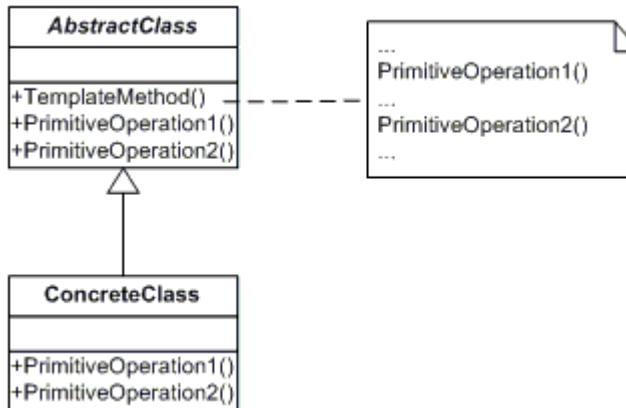 AbstractClass
+TemplateMethod()
+PrimitiveOperation1()
+PrimitiveOperation2()
...
PrimitiveOperation1()
...
PrimitiveOperation2()
...
ConcreteClass
+PrimitiveOperation1()
+PrimitiveOperation2()